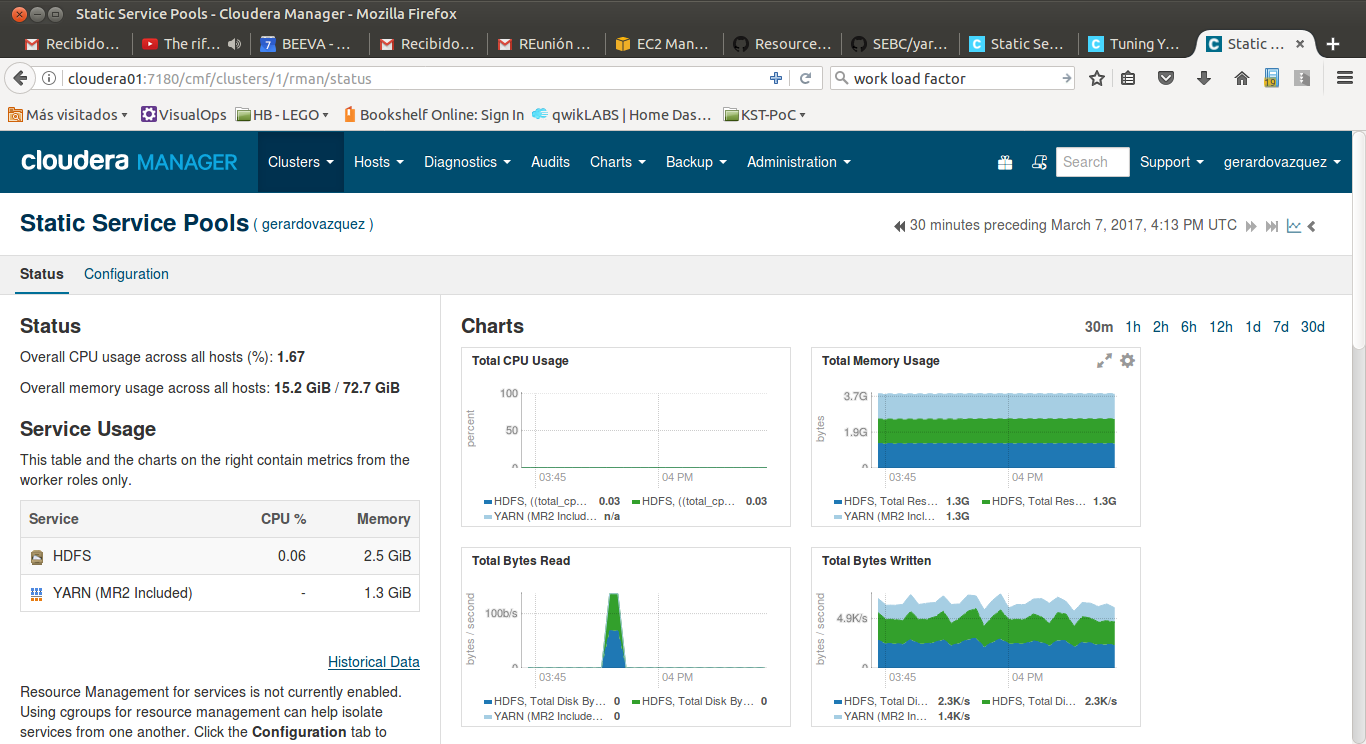 Static Service Pools - Cloudera Manager - Mozilla Firefox
Recibido... The rif... BEEVA - ... Recibido... REunión ... EC2 Man... Resource... SEBC/yar... Static Se... Tuning Y... Static ...
cloudera01:7180/cmf/clusters/1/rman/status work load factor 19
Más visitados VisualOps HB - LEGO Bookshelf Online: Sign In qwikLABS | Home Das... KST-PoC
cloudera MANAGER Clusters Hosts Diagnostics Audits Charts Backup Administration Search Support gerardovazquez
Static Service Pools ( gerardovazquez )
30 minutes preceding March 7, 2017, 4:13 PM UTC
Status Configuration
Status
Overall CPU usage across all hosts (%): 1.67
Overall memory usage across all hosts: 15.2 GiB / 72.7 GiB
Service Usage
This table and the charts on the right contain metrics from the
worker roles only.
Service CPU % Memory
HDFS 0.06 2.5 GiB
YARN (MR2 Included) - 1.3 GiB
Historical Data
Resource Management for services is not currently enabled.
Using cgroups for resource management can help isolate
services from one another. Click the Configuration tab to
Charts
30m 1h 2h 6h 12h 1d 7d 30d
Total CPU Usage
percent
100
50
0
03:45 04 PM
HDFS, ((total_cp... 0.03 HDFS, ((total_cp... 0.03
YARN (MR2 Includ... n/a
Total Memory Usage
bytes
3.7G
1.9G
0
03:45 04 PM
HDFS, Total Res... 1.3G HDFS, Total Res... 1.3G
YARN (MR2 Incl... 1.3G
Total Bytes Read
bytes / second
100b/s
0
03:45 04 PM
HDFS, Total Disk By... 0 HDFS, Total Disk By... 0
YARN (MR2 Include... 0
Total Bytes Written
bytes / second
4.9K/s
0
03:45 04 PM
HDFS, Total Di... 2.3K/s HDFS, Total Di... 2.3K/s
YARN (MR2 In... 1.4K/s